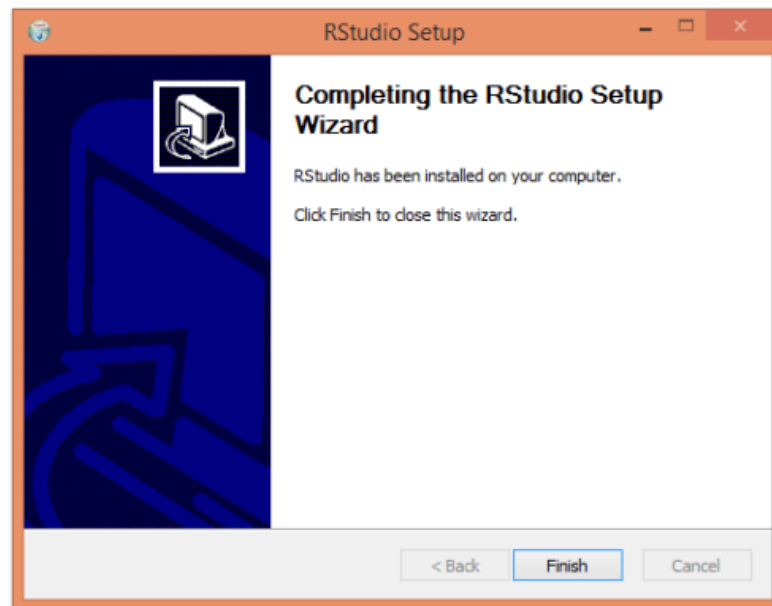 RStudio Setup
Completing the RStudio Setup
Wizard
RStudio has been installed on your computer.
Click Finish to close this wizard.
< Back
Finish
Cancel